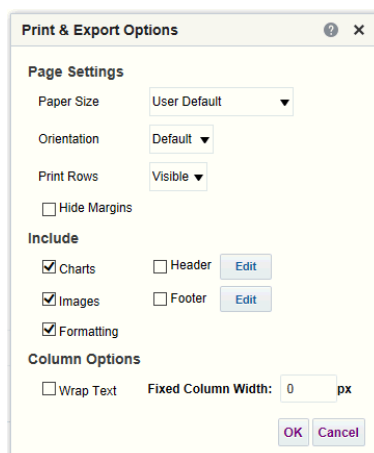 Print & Export Options ? ×
Page Settings
Paper Size User Default
Orientation Default
Print Rows Visible
Hide Margins
Include
Charts Header Edit
Images Footer Edit
Formatting
Column Options
Wrap Text Fixed Column Width: 0 px
OK Cancel